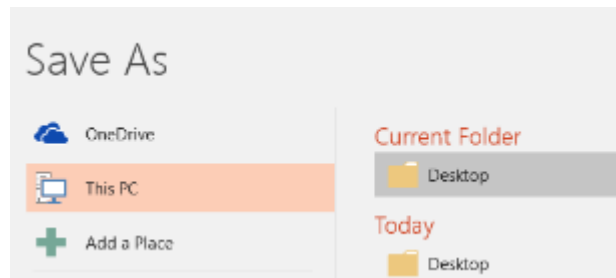 Save As
OneDrive
This PC
Add a Place
Current Folder
Desktop
Today
Desktop